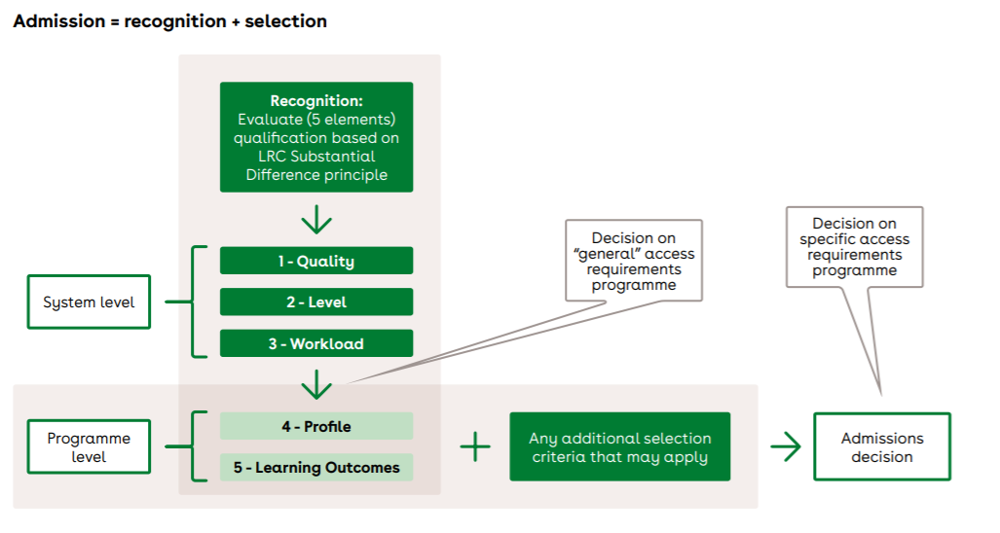 Admission = recognition + selection
Recognition:
Evaluate (5 elements)
qualification based on
LRC Substantial
Difference principle
1 - Quality
2 - Level
3 - Workload
System level
Decision on
“general” access
requirements
programme
Decision on
specific access
requirements
programme
Programme
level
4 - Profile
5 - Learning Outcomes
+
Any additional selection
criteria that may apply
Admissions
decision